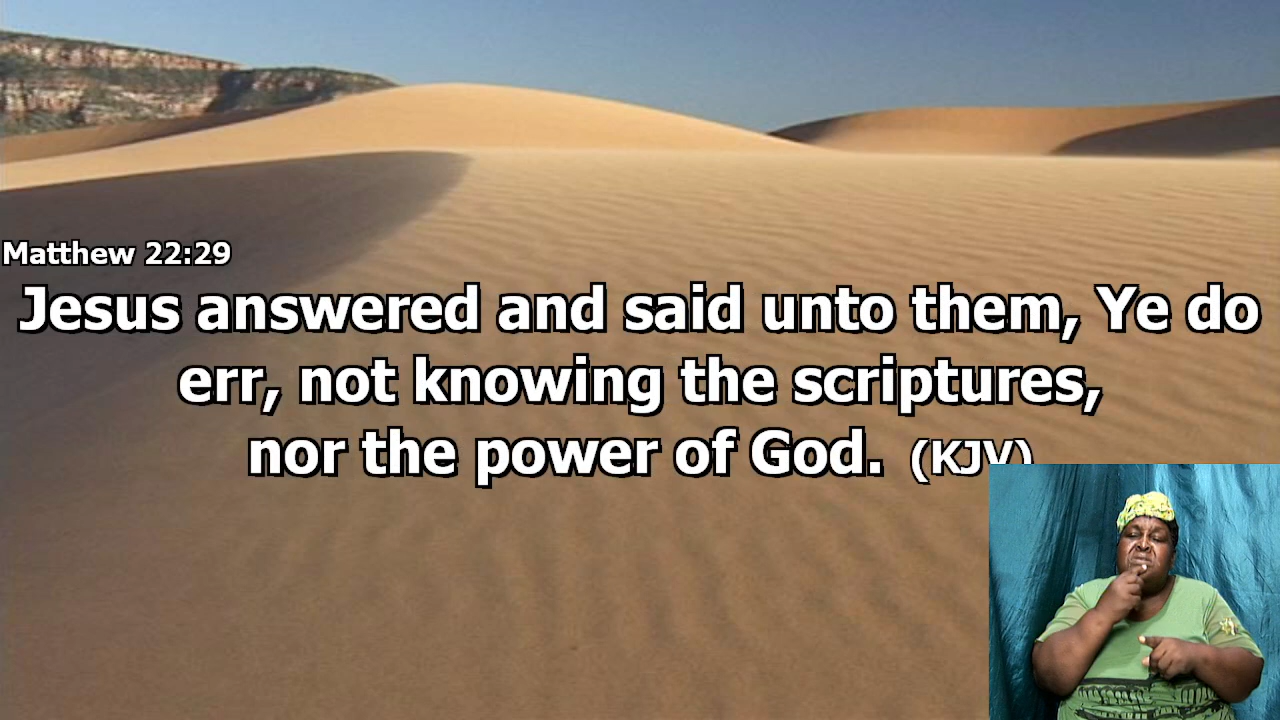 Matthew 22:29
Jesus answered and said unto them, Ye do
err, not knowing the scriptures,
nor the power of God. (KJV)